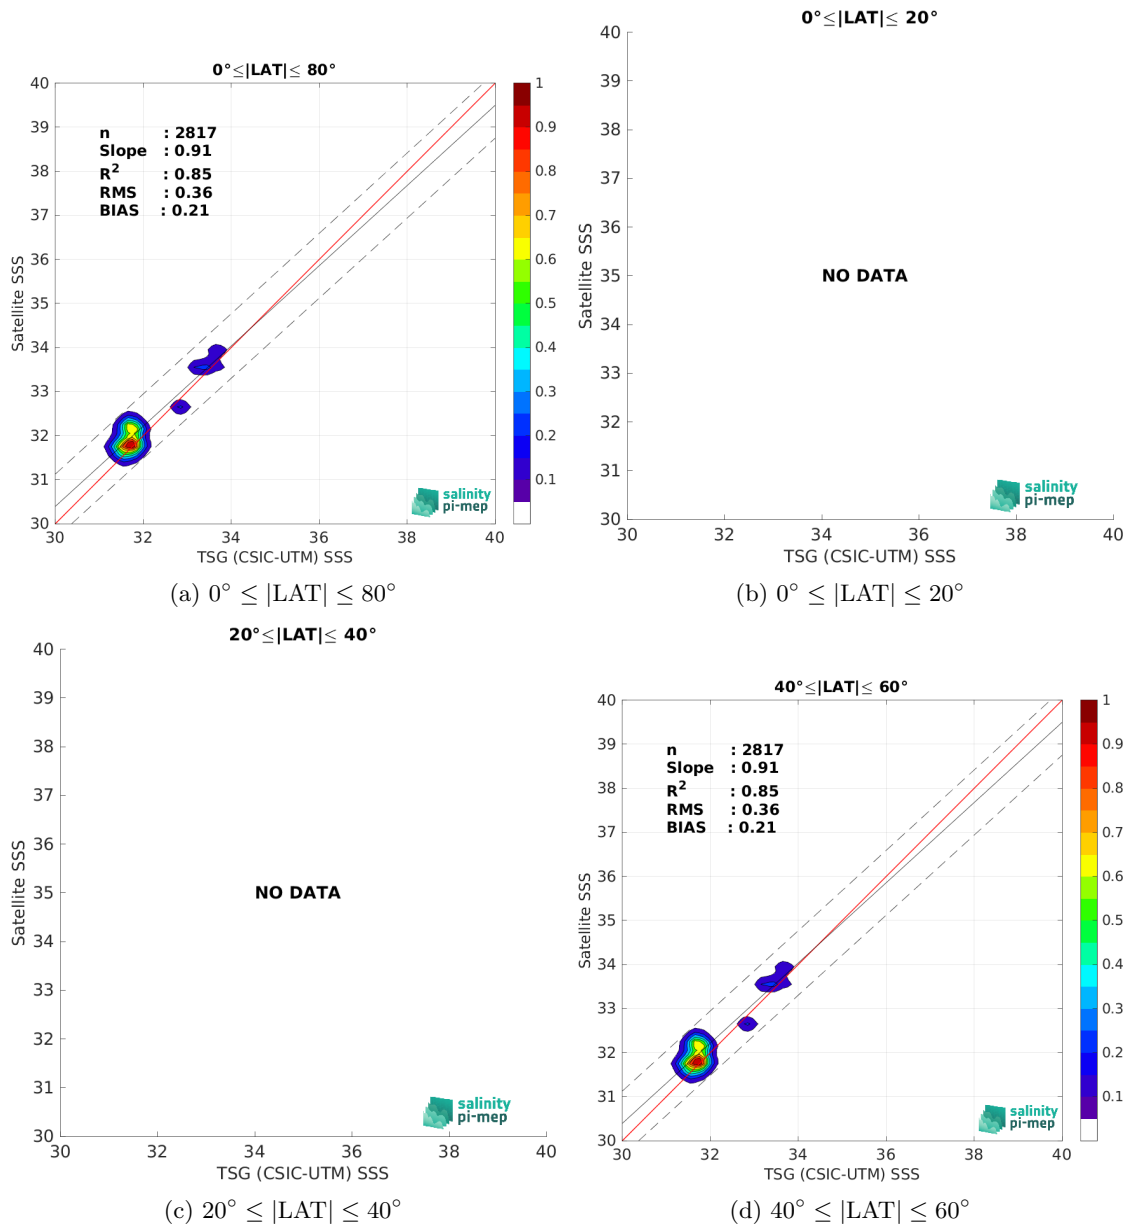 0°≤|LAT|≤ 80°
40
39
38
37
36
35
34
33
32
31
30
Satellite SSS
n : 2817
Slope : 0.91
R² : 0.85
RMS : 0.36
BIAS : 0.21
salinity
pi-mep
30 32 34 36 38 40
TSG (CSIC-UTM) SSS
1
0.9
0.8
0.7
0.6
0.5
0.4
0.3
0.2
0.1
(a) 0° ≤ |LAT| ≤ 80°
0°≤|LAT|≤ 20°
40
39
38
37
36
35
34
33
32
31
30
Satellite SSS
NO DATA
salinity
pi-mep
30 32 34 36 38 40
TSG (CSIC-UTM) SSS
(b) 0° ≤ |LAT| ≤ 20°
20°≤|LAT|≤ 40°
40
39
38
37
36
35
34
33
32
31
30
Satellite SSS
NO DATA
salinity
pi-mep
30 32 34 36 38 40
TSG (CSIC-UTM) SSS
(c) 20° ≤ |LAT| ≤ 40°
40°≤|LAT|≤ 60°
40
39
38
37
36
35
34
33
32
31
30
Satellite SSS
n : 2817
Slope : 0.91
R² : 0.85
RMS : 0.36
BIAS : 0.21
salinity
pi-mep
30 32 34 36 38 40
TSG (CSIC-UTM) SSS
1
0.9
0.8
0.7
0.6
0.5
0.4
0.3
0.2
0.1
(d) 40° ≤ |LAT| ≤ 60°